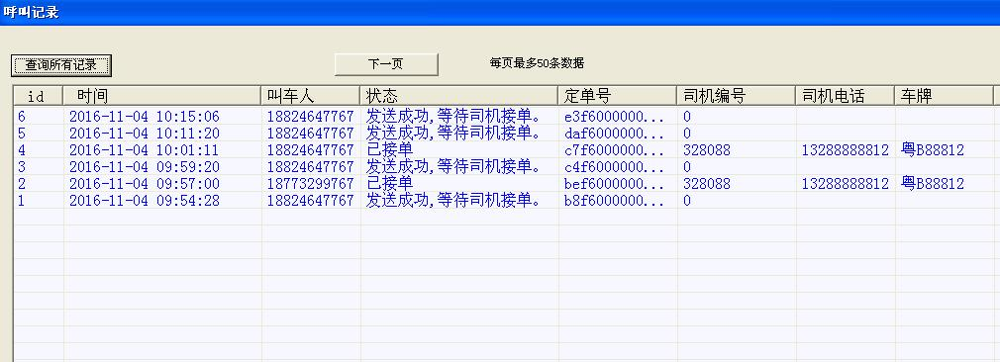 呼叫记录
查询所有记录 下一页 每页最多50条数据
id 时间 叫车人 状态 定单号 司机编号 司机电话 车牌
6 2016-11-04 10:15:06 18824647767 发送成功,等待司机接单。 e3f6000000... 0
5 2016-11-04 10:11:20 18824647767 发送成功,等待司机接单。 daf6000000... 0
4 2016-11-04 10:01:11 18824647767 已接单 c7f6000000... 328088 13288888812 粤B88812
3 2016-11-04 09:59:20 18824647767 发送成功,等待司机接单。 c4f6000000... 0
2 2016-11-04 09:57:00 18773299767 已接单 bef6000000... 328088 13288888812 粤B88812
1 2016-11-04 09:54:28 18824647767 发送成功,等待司机接单。 b8f6000000... 0